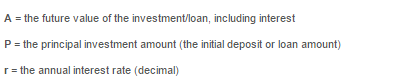 A = the future value of the investment/loan, including interest
P = the principal investment amount (the initial deposit or loan amount)
r = the annual interest rate (decimal)